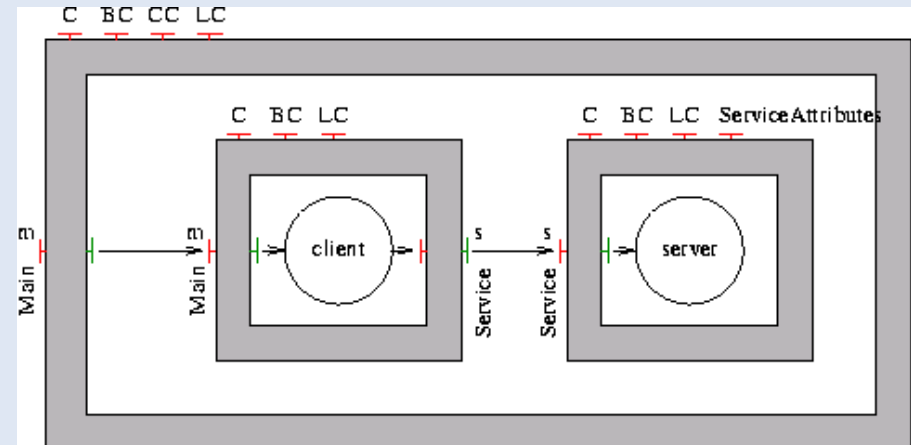 C BC CC LC
C BC LC
C BC LC ServiceAttributes
m
Main
m
Main
client
s
Service
s
Service
server